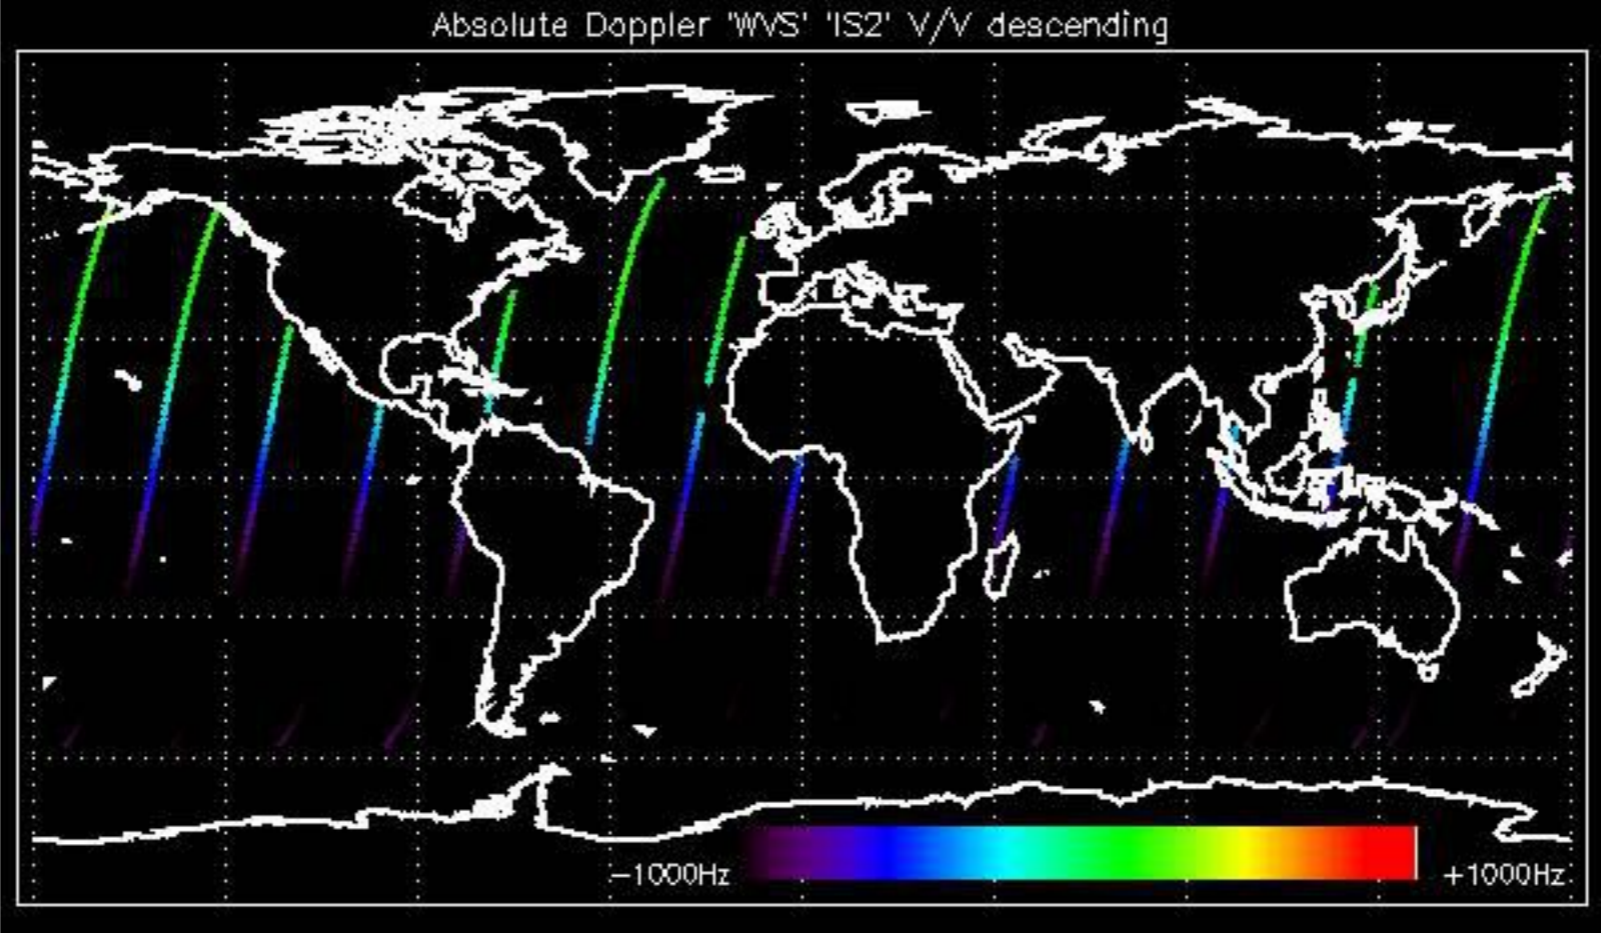 Absolute Doppler 'WVS' 'IS2' V/V descending
-1000Hz +1000Hz